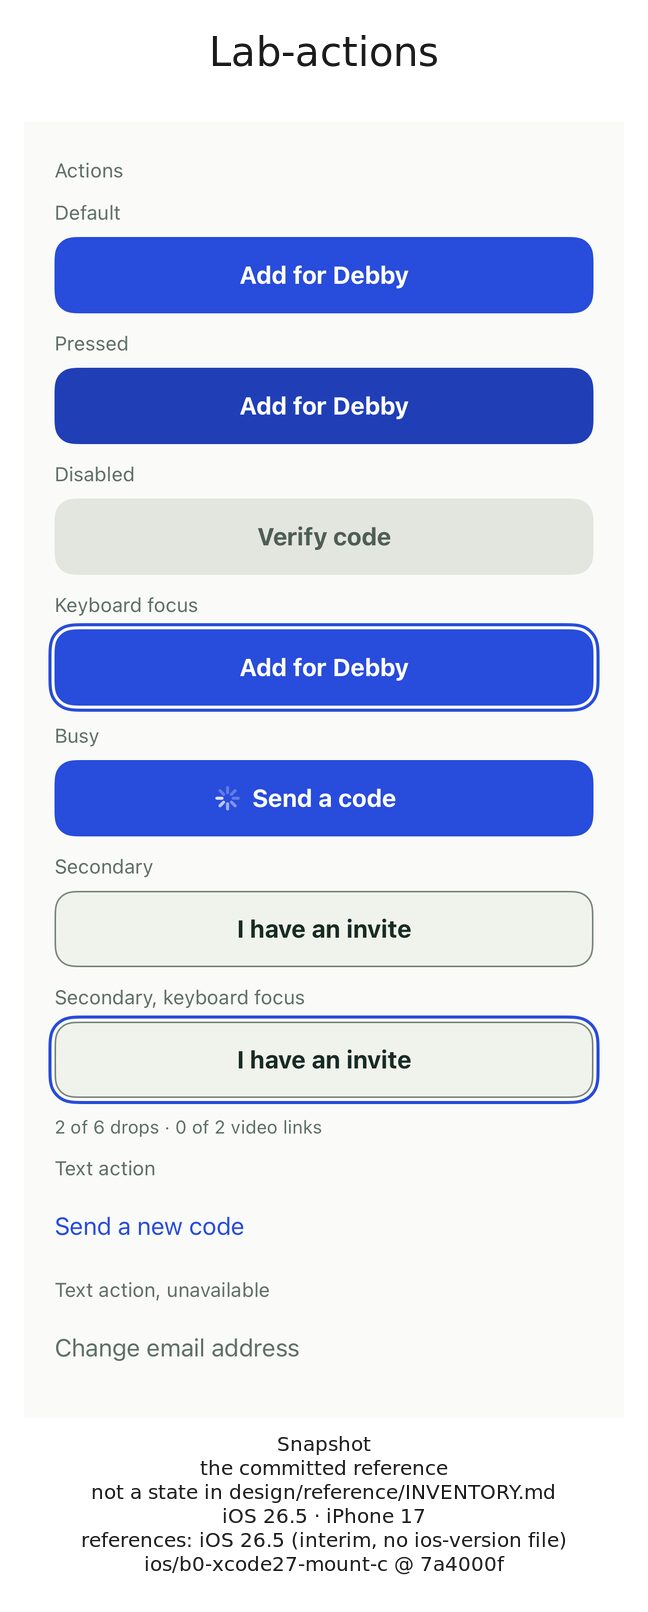 Lab-actions
Actions
Default
Add for Debby
Pressed
Add for Debby
Disabled
Verify code
Keyboard focus
Add for Debby
Busy
Send a code
Secondary
I have an invite
Secondary, keyboard focus
I have an invite
2 of 6 drops · 0 of 2 video links
Text action
Send a new code
Text action, unavailable
Change email address
Snapshot
the committed reference
not a state in design/reference/INVENTORY.md
iOS 26.5 · iPhone 17
references: iOS 26.5 (interim, no ios-version file)
ios/b0-xcode27-mount-c @ 7a4000f